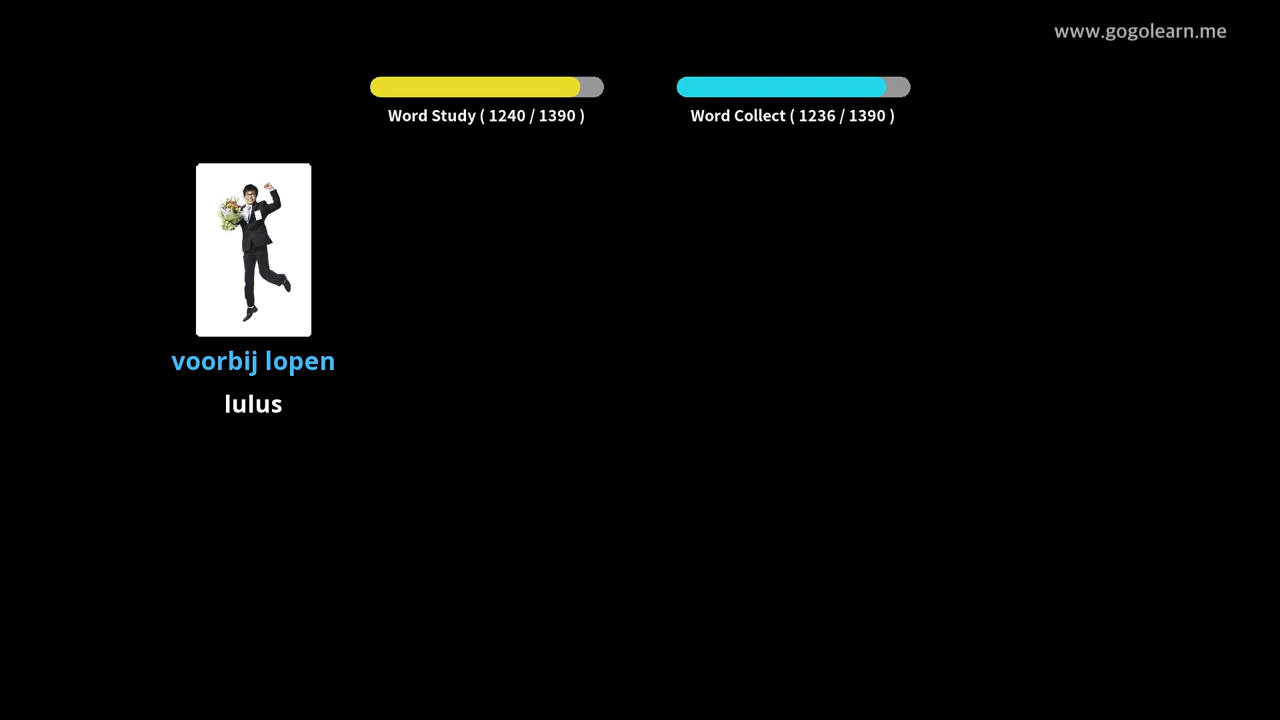 www.gogolearn.me
Word Study ( 1240 / 1390 )
Word Collect ( 1236 / 1390 )
voorbij lopen
lulus